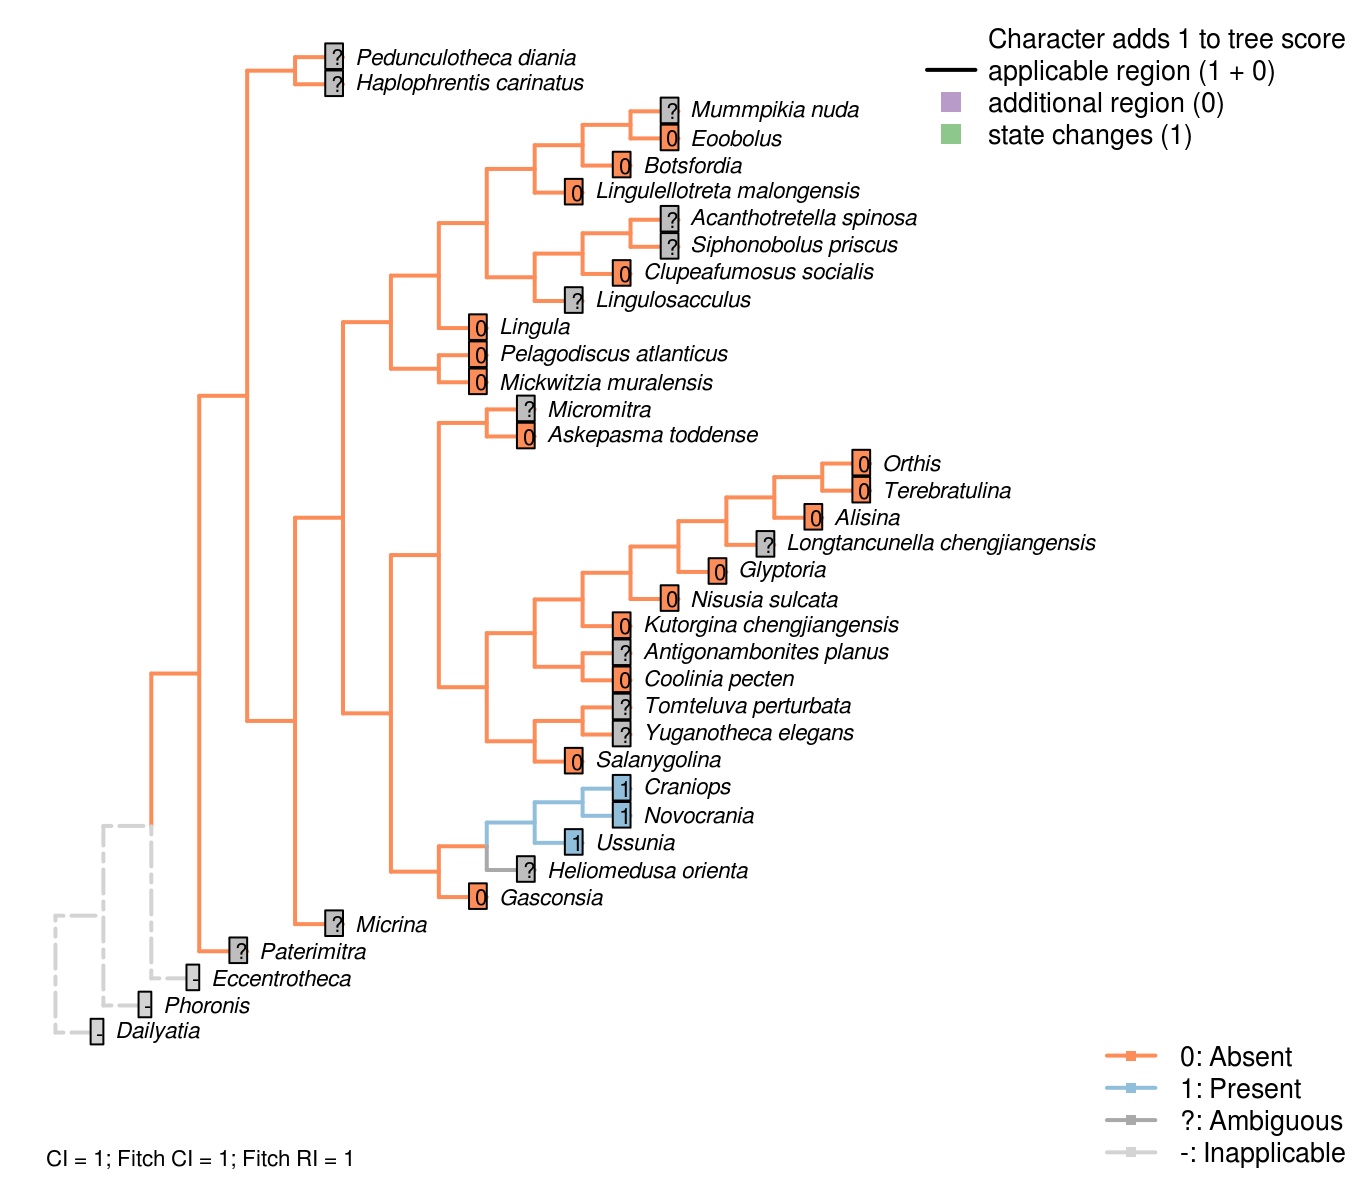 Character adds 1 to tree score
applicable region (1 + 0)
additional region (0)
state changes (1)
? Pedunculotheca diania
? Haplophrentis carinatus
? Mummpikia nuda
0 Eoobolus
0 Botsfordia
0 Lingulellotreta malongensis
? Acanthotretella spinosa
? Siphonobolus priscus
0 Clupeafumosus socialis
? Lingulosacculus
0 Lingula
0 Pelagodiscus atlanticus
0 Mickwitzia muralensis
? Micromitra
0 Askepasma toddense
0 Orthis
0 Terebratulina
0 Alisina
? Longtancunella chengjiangensis
0 Glyptoria
0 Nisusia sulcata
0 Kutorgina chengjiangensis
? Antigonambonites planus
0 Coolinia pecten
? Tomteluva perturbata
? Yuganotheca elegans
0 Salanygolina
1 Craniops
1 Novocrania
1 Ussunia
? Heliomedusa orienta
0 Gasconsia
? Micrina
? Paterimitra
- Eccentrotheca
- Phoronis
- Dailyatia
0: Absent
1: Present
?: Ambiguous
-: Inapplicable
CI = 1; Fitch CI = 1; Fitch RI = 1